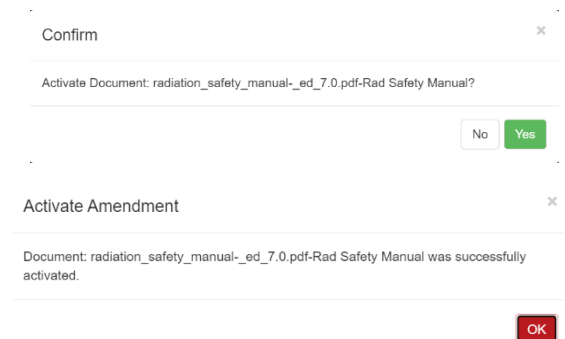 Confirm ×
Activate Document: radiation_safety_manual-_ed_7.0.pdf-Rad Safety Manual?
No Yes
Activate Amendment ×
Document: radiation_safety_manual-_ed_7.0.pdf-Rad Safety Manual was successfully
activated.
OK